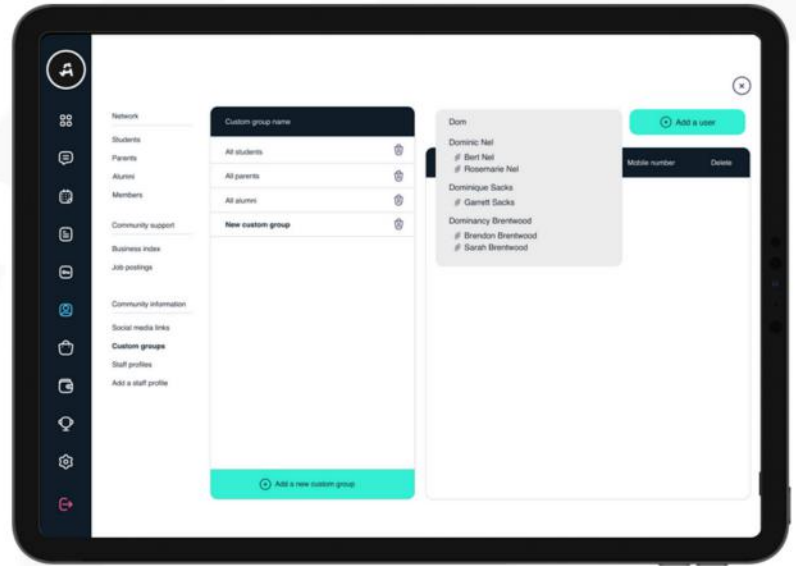 Network
Students
Parents
Alumni
Members
Community support
Business index
Job postings
Community information
Social media links
Custom groups
Staff profiles
Add a staff profile
Custom group name
All students
All parents
All alumni
New custom group
Add a new custom group
Dom
Dominic Nel
Bert Nel
Rosemarie Nel
Dominique Sacks
Garrett Sacks
Dominancy Brentwood
Brendon Brentwood
Sarah Brentwood
Add a user
Mobile number
Delete